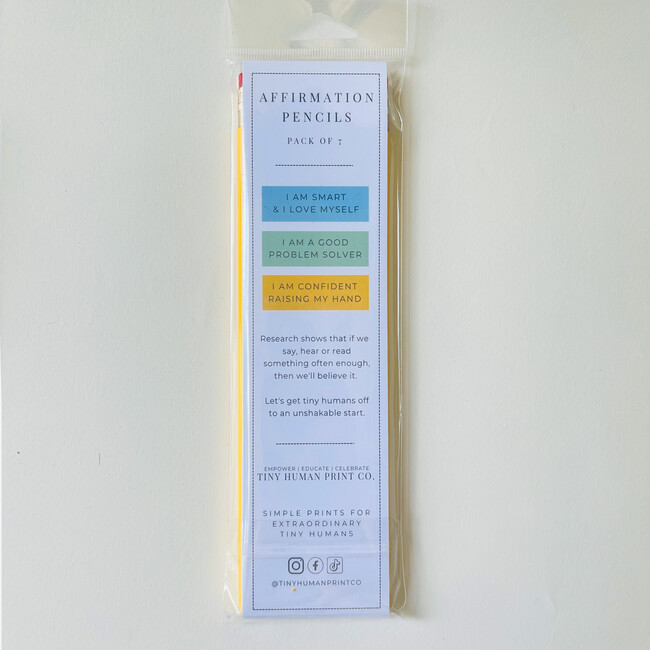 AFFIRMATION
PENCILS
PACK OF 7
I AM SMART
& I LOVE MYSELF
I AM A GOOD
PROBLEM SOLVER
I AM CONFIDENT
RAISING MY HAND
Research shows that if we
say, hear or read
something often enough,
then we'll believe it.
Let's get tiny humans off
to an unshakable start.
EMPOWER | EDUCATE | CELEBRATE
TINY HUMAN PRINT CO.
SIMPLE PRINTS FOR
EXTRAORDINARY
TINY HUMANS
@TINYHUMANPRINTCO